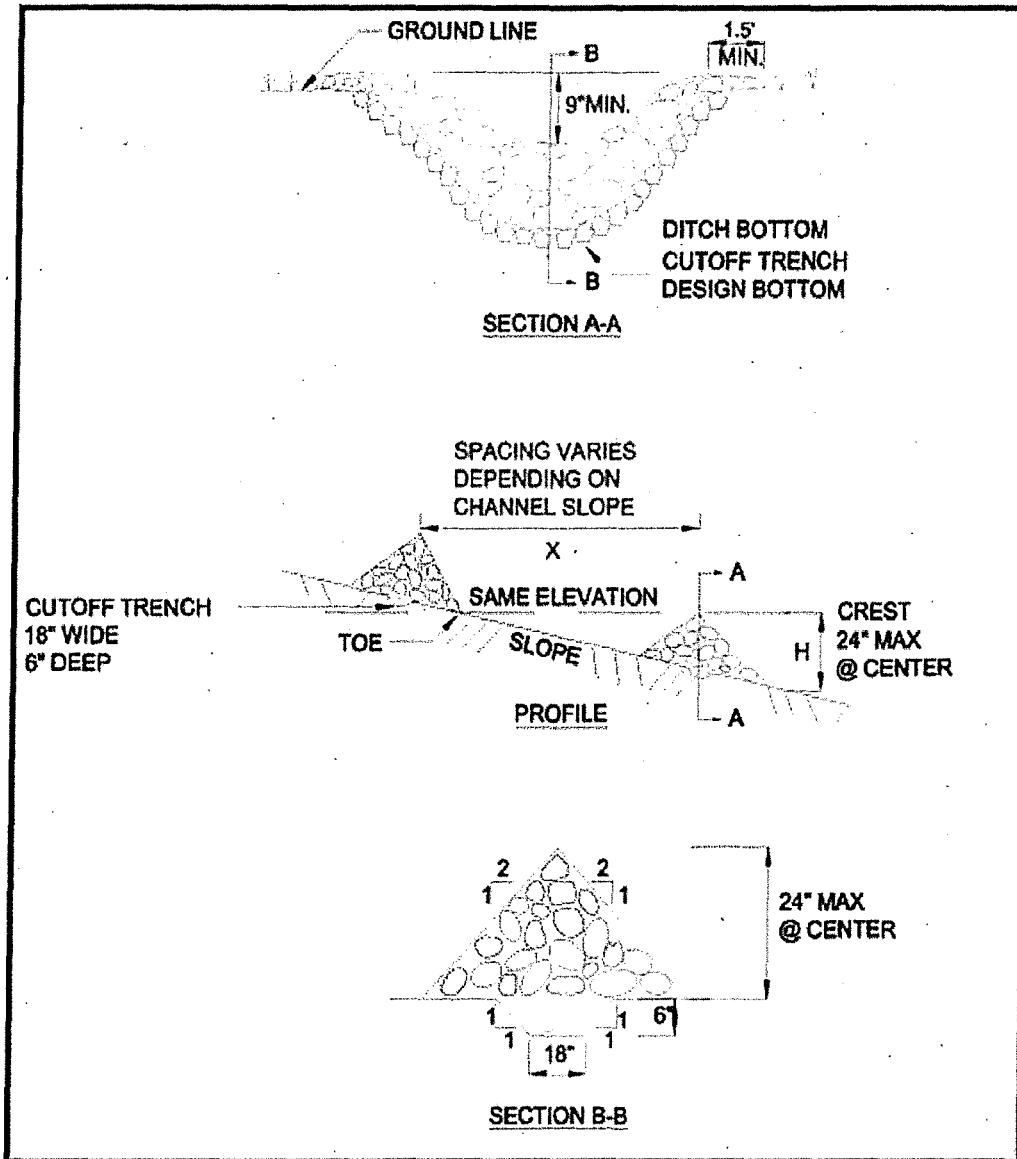 GROUND LINE
B
1.5'
MIN.
9"MIN.
DITCH BOTTOM
CUTOFF TRENCH
DESIGN BOTTOM
B
SECTION A-A
SPACING VARIES
DEPENDING ON
CHANNEL SLOPE
X
A
CUTOFF TRENCH
18" WIDE
6" DEEP
TOE
SAME ELEVATION
SLOPE
H
CREST
24" MAX
@ CENTER
A
PROFILE
2
1
2
1
24" MAX
@ CENTER
1
1
1
1
6"
18"
SECTION B-B